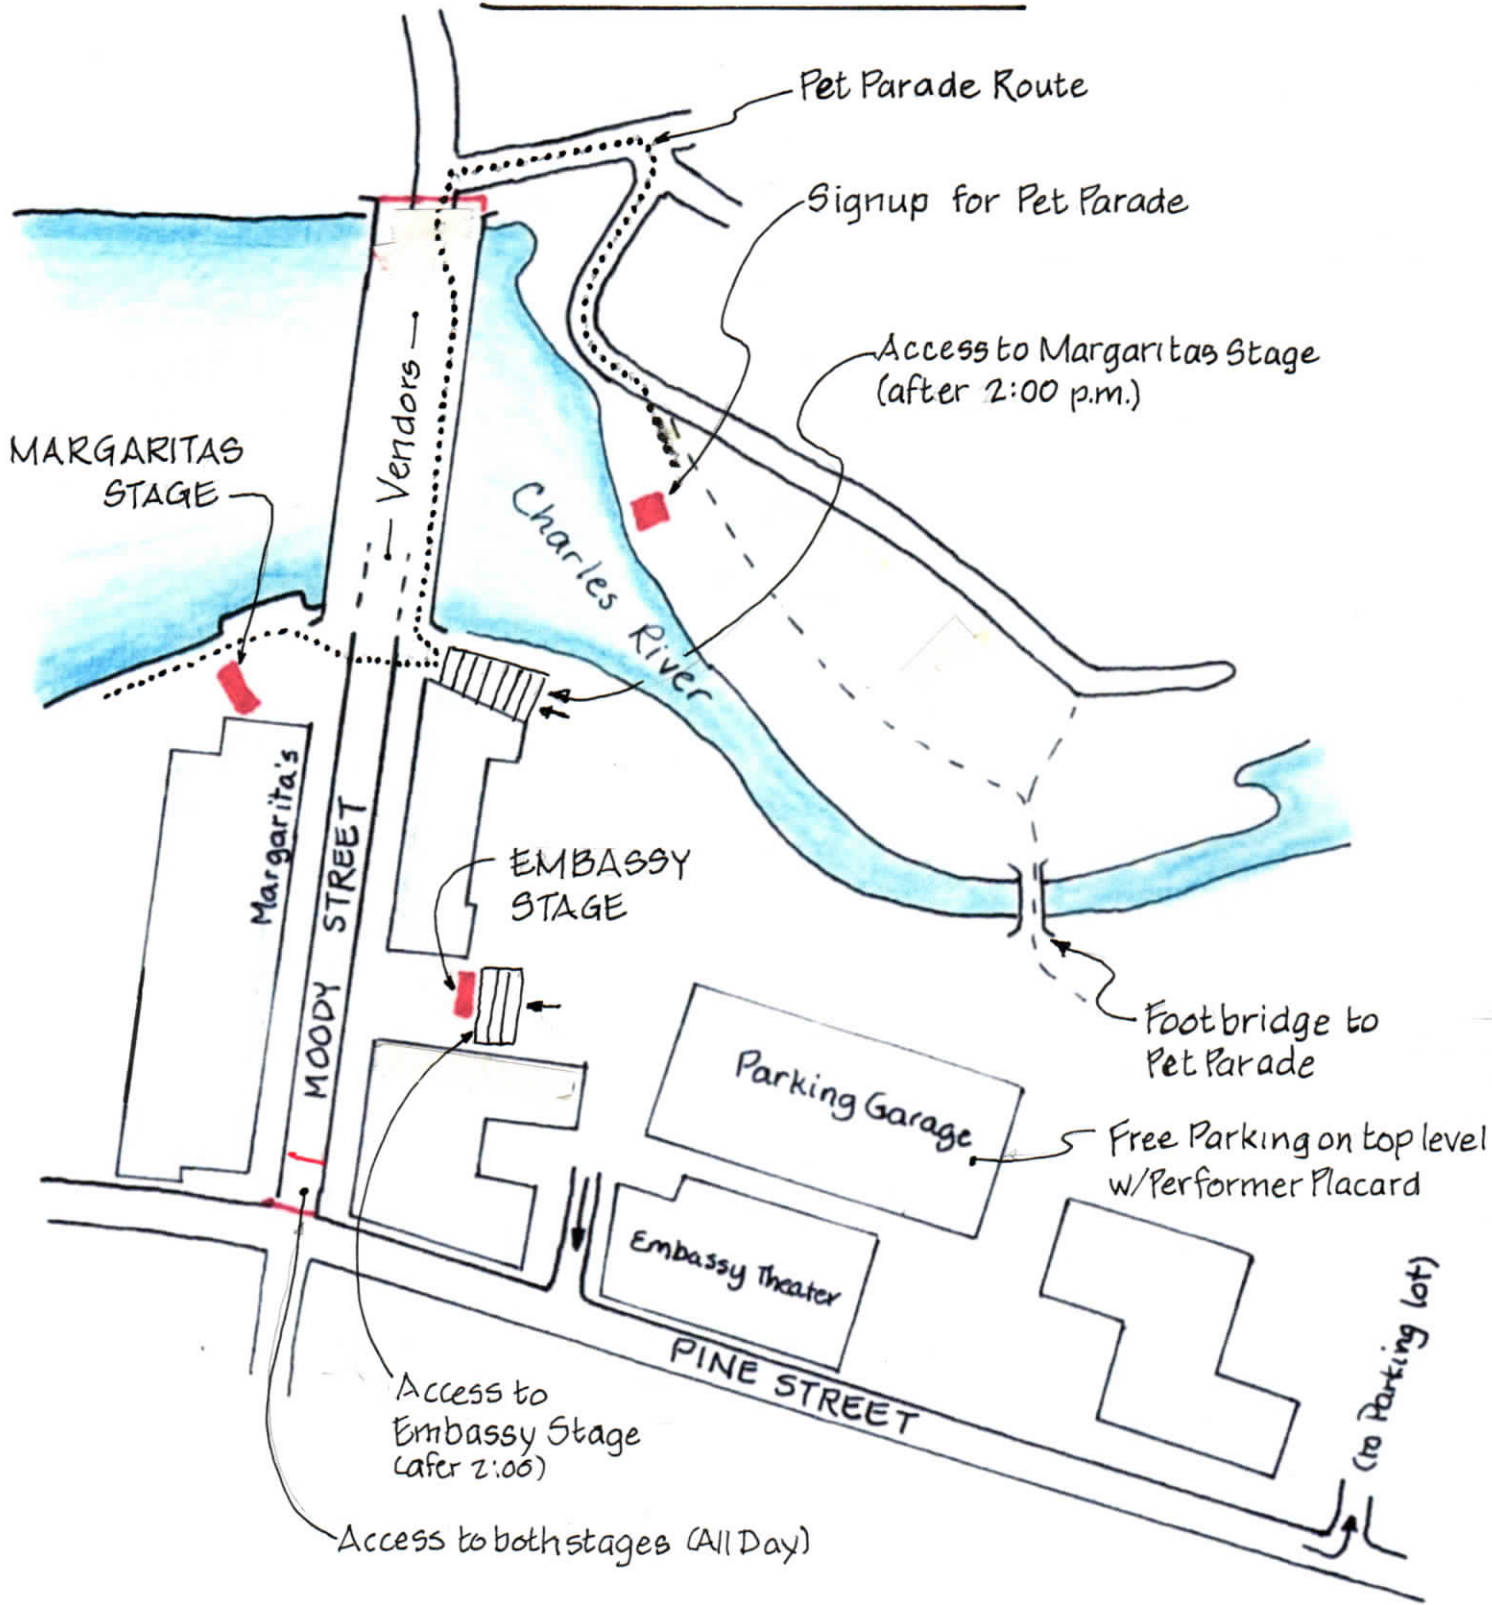 Pet Parade Route
Signup for Pet Parade
Access to Margaritas Stage
(after 2:00 p.m.)
Vendors
MARGARITAS
STAGE
Charles River
Margarita's
MOODY STREET
EMBASSY
STAGE
Footbridge to
Pet Parade
Parking Garage
Free Parking on top level
w/Performer Placard
Embassy Theater
PINE STREET
(to Parking lot)
Access to
Embassy Stage
(afer 2:00)
Access to both stages (All Day)